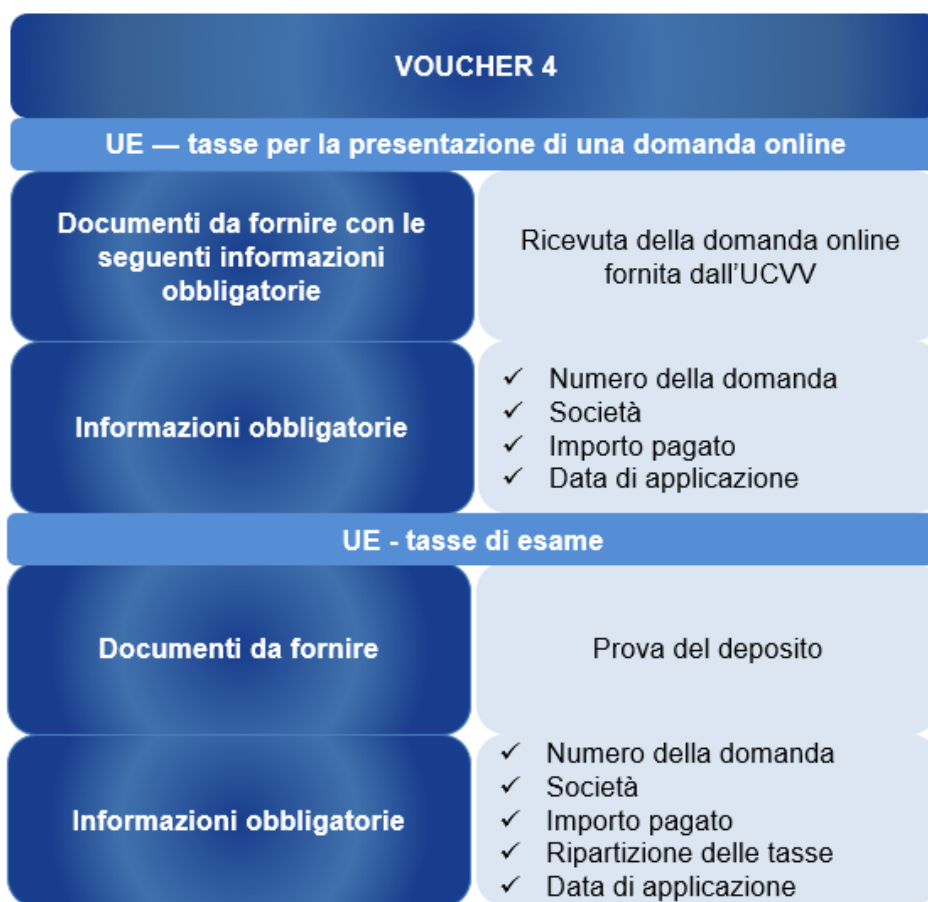 VOUCHER 4
UE — tasse per la presentazione di una domanda online
Documenti da fornire con le
seguenti informazioni
obbligatorie
Ricevuta della domanda online
fornita dall'UCVV
Informazioni obbligatorie
✓ Numero della domanda
✓ Società
✓ Importo pagato
✓ Data di applicazione
UE - tasse di esame
Documenti da fornire
Prova del deposito
Informazioni obbligatorie
✓ Numero della domanda
✓ Società
✓ Importo pagato
✓ Ripartizione delle tasse
✓ Data di applicazione